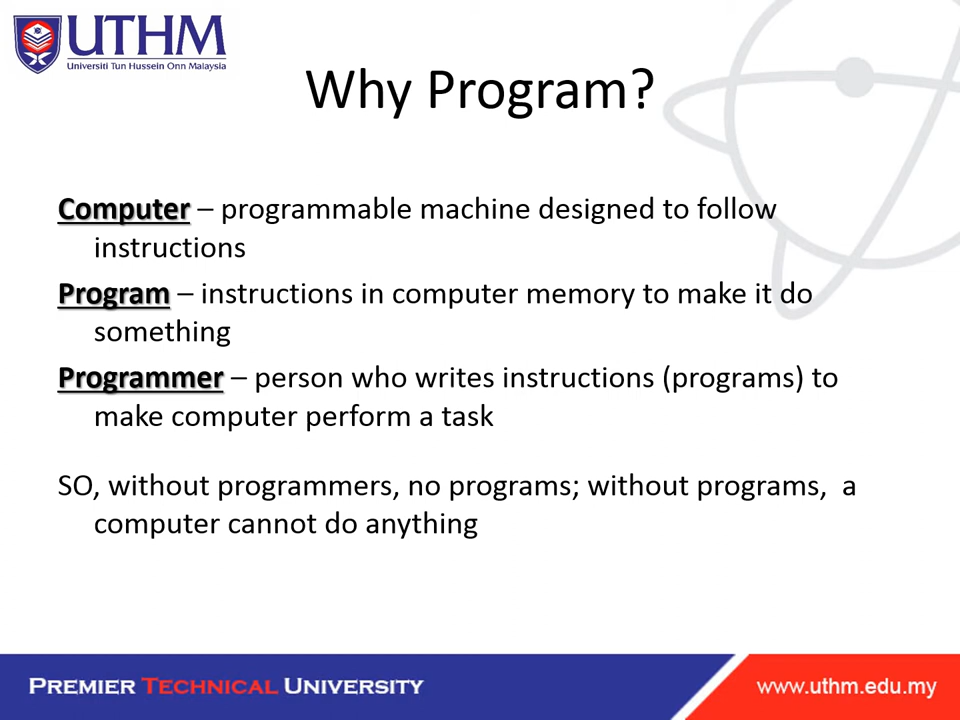 UTHM
Universiti Tun Hussein Onn Malaysia
Why Program?
Computer – programmable machine designed to follow
instructions
Program – instructions in computer memory to make it do
something
Programmer – person who writes instructions (programs) to
make computer perform a task
SO, without programmers, no programs; without programs,  a
computer cannot do anything
PREMIER TECHNICAL UNIVERSITY
www.uthm.edu.my